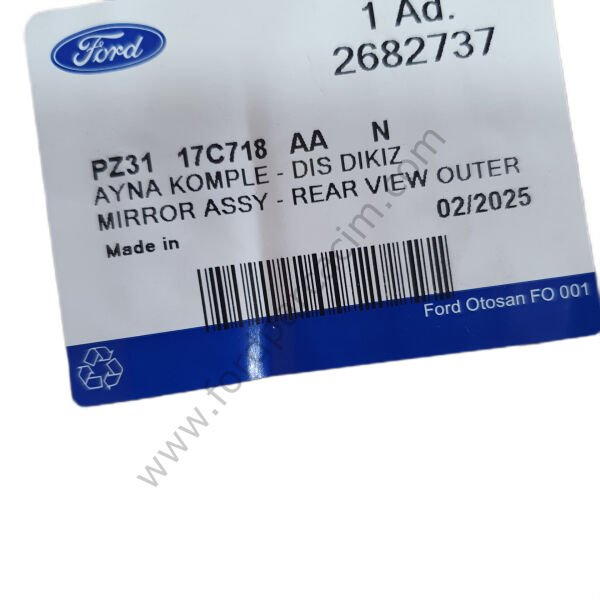 Ford
1 Ad.
2682737
PZ31 17C718 AA N
AYNA KOMPLE - DIS DIKIZ
MIRROR ASSY - REAR VIEW OUTER
02/2025
Made in
Ford Otosan FO 001